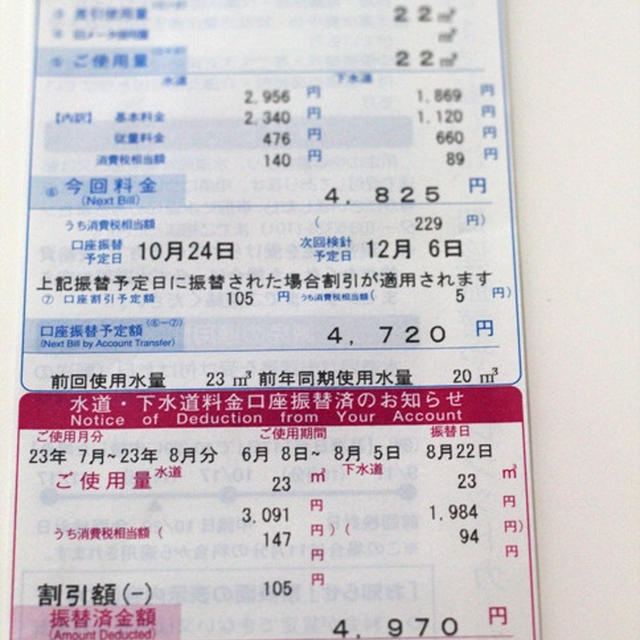 差引使用量 22 ㎥
㎥
⑤ ご使用量 22 ㎥
水道 下水道
2,956 円 1,869 円
【内訳】 基本料金 2,340 円 1,120 円
従量料金 476 円 660 円
消費税相当額 140 円 89 円
⑥ 今回料金 4,825 円
(Next Bill)
うち消費税相当額 ( 229 円)
口座振替予定日 10月24日 次回検針予定日 12月 6日
上記振替予定日に振替された場合割引が適用されます
⑦ 口座割引予定額 105 円 うち消費税相当額( 5 円)
口座振替予定額(⑥-⑦) 4,720 円
(Next Bill by Account Transfer)
前回使用水量 23 ㎥ 前年同期使用水量 20 ㎥
水道・下水道料金口座振替済のお知らせ
Notice of Deduction from Your Account
ご使用月分 ご使用期間 振替日
23年 7月~23年 8月分 6月 8日~ 8月 5日 8月22日
水道 下水道
ご使用量 23 ㎥ 23 ㎥
3,091 円 1,984 円
うち消費税相当額( 147 円)( 94 円)
割引額(-) 105 円
振替済金額 4,970 円
(Amount Deducted)